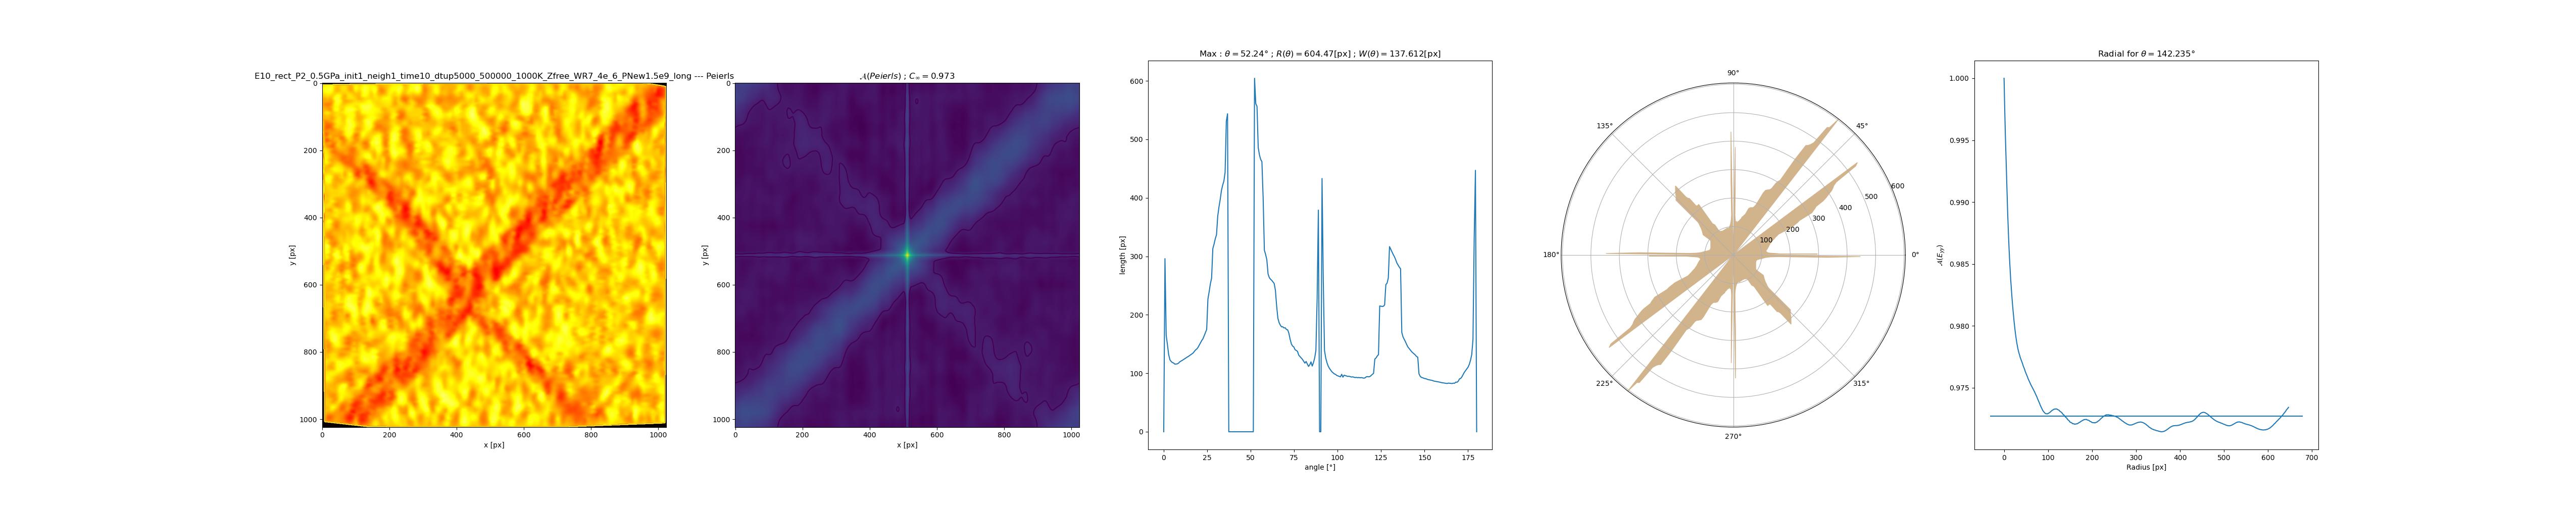 E10_rect_P2_0.5GPa_init1_neigh1_time10_dtup5000_500000_1000K_Zfree_WR7_4e_6_PNew1.5e9_long --- Peierls
0
200
400
600
800
1000
y [px]
0 200 400 600 800 1000
x [px]
𝒜(Peierls) ; C∞ = 0.973
0
200
400
600
800
1000
y [px]
0 200 400 600 800 1000
x [px]
Max : θ = 52.24° ; R(θ) = 604.47[px] ; W(θ) = 137.612[px]
600
500
400
300
200
100
0
length [px]
0 25 50 75 100 125 150 175
angle [°]
90°
135° 45°
180° 0°
225° 315°
270°
100
200
300
400
500
600
Radial for θ = 142.235°
1.000
0.995
0.990
0.985
0.980
0.975
0 100 200 300 400 500 600 700
Radius [px]